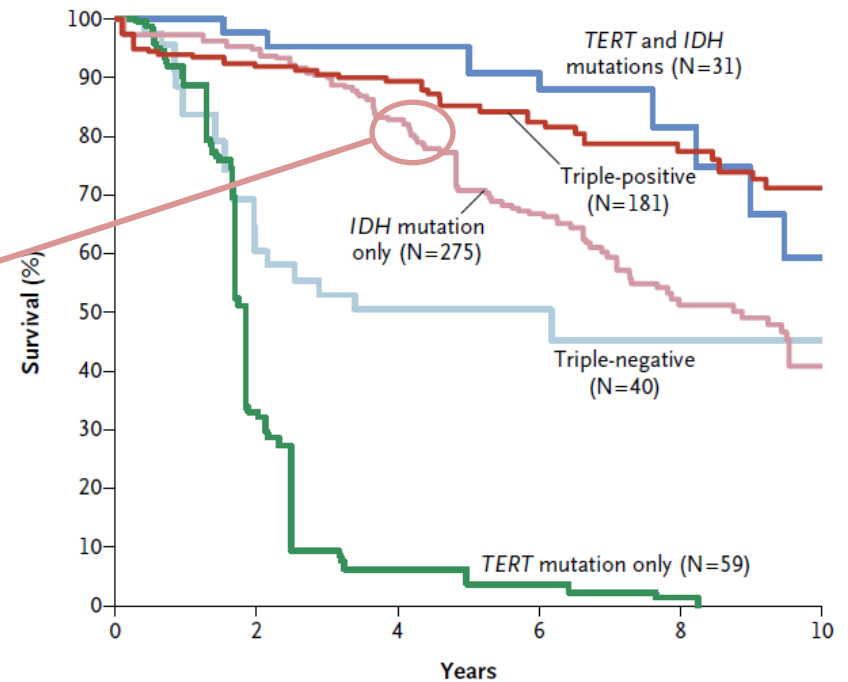 100
90
80
70
60
50
40
30
20
10
0
Survival (%)
TERT and IDH
mutations (N=31)
Triple-positive
(N=181)
IDH mutation
only (N=275)
Triple-negative
(N=40)
TERT mutation only (N=59)
0 2 4 6 8 10
Years